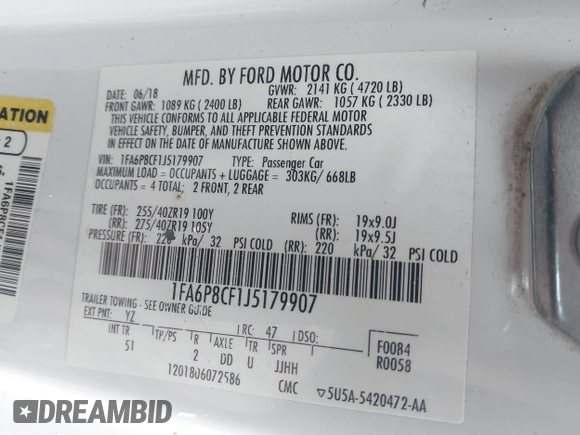 MFD. BY FORD MOTOR CO.
DATE: 06/18 GVWR: 2141 KG ( 4720 LB)
FRONT GAWR: 1089 KG ( 2400 LB) REAR GAWR: 1057 KG ( 2330 LB)
THIS VEHICLE CONFORMS TO ALL APPLICABLE FEDERAL MOTOR
VEHICLE SAFETY, BUMPER, AND THEFT PREVENTION STANDARDS
IN EFFECT ON THE DATE OF MANUFACTURE SHOWN ABOVE.
VIN: 1FA6P8CF1J5179907 TYPE: Passenger Car
MAXIMUM LOAD = OCCUPANTS + LUGGAGE = 303KG/ 668LB
OCCUPANTS = 4 TOTAL: 2 FRONT, 2 REAR
TIRE (FR): 255/40ZR19 100Y RIMS (FR): 19x9.0J
(RR): 275/40ZR19 105Y (RR): 19x9.5J
PRESSURE (FR): 220 kPa/ 32 PSI COLD (RR): 220 kPa/ 32 PSI COLD
1FA6P8CF1J5179907
TRAILER TOWING - SEE OWNER GUIDE
EXT PNT: YZ RC: 47 DSO:
INT TR TP/PS R AXLE TR SPR F0084
51 2 DD U JJHH R0058
1201806072586 CMC 5U5A-5420472-AA
DREAMBID DREAMBID.COM